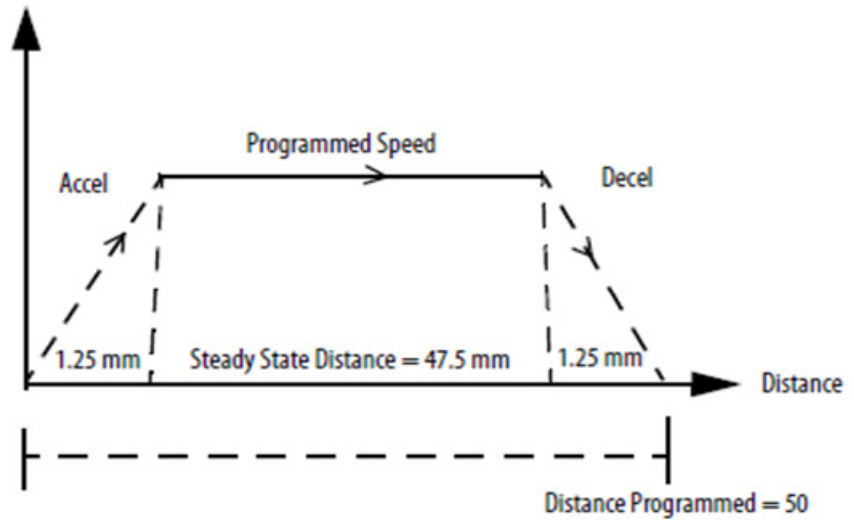 Programmed Speed
Accel
Decel
1.25 mm
Steady State Distance = 47.5 mm
1.25 mm
Distance
Distance Programmed = 50